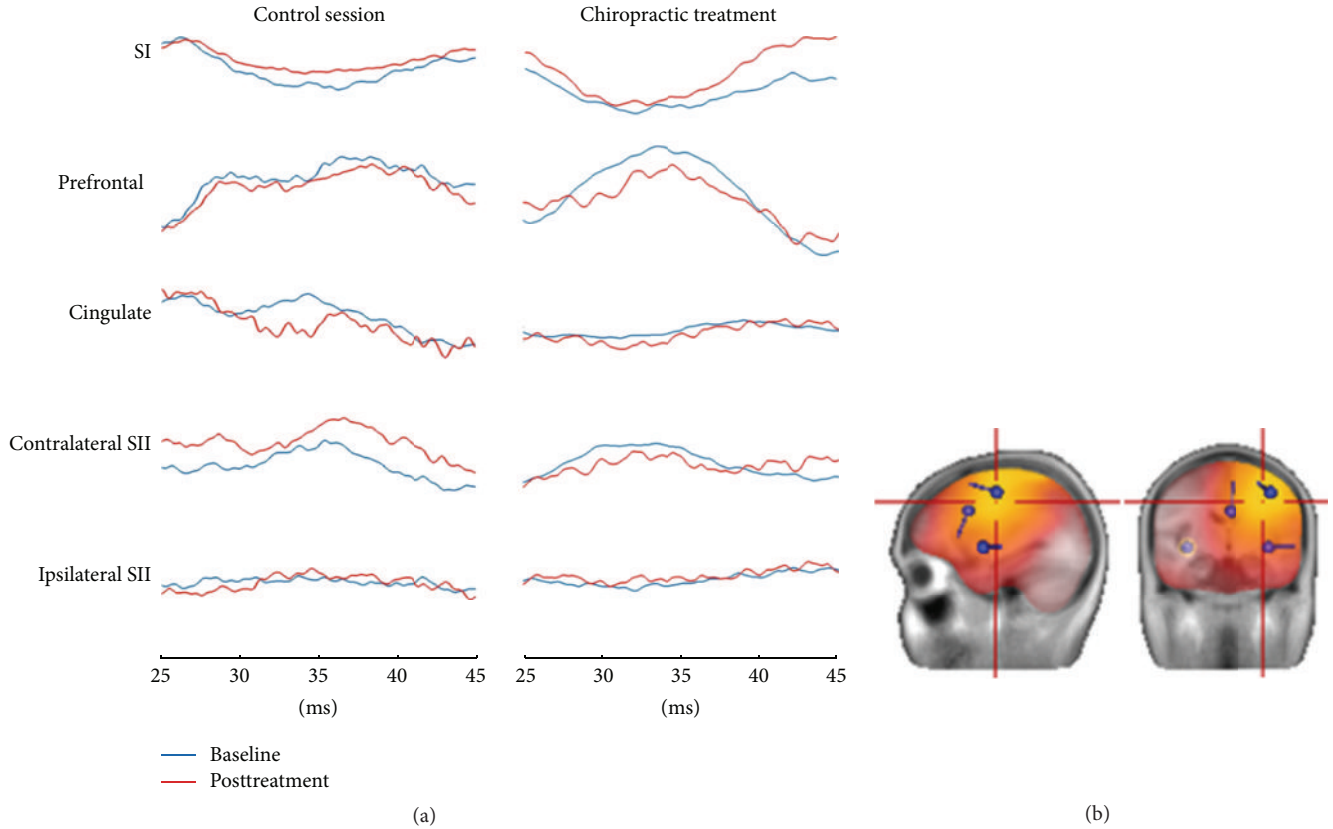 Control session
Chiropractic treatment
SI
Prefrontal
Cingulate
Contralateral SII
Ipsilateral SII
25 30 35 40 45
25 30 35 40 45
(ms)
(ms)
Baseline
Posttreatment
(a)
(b)